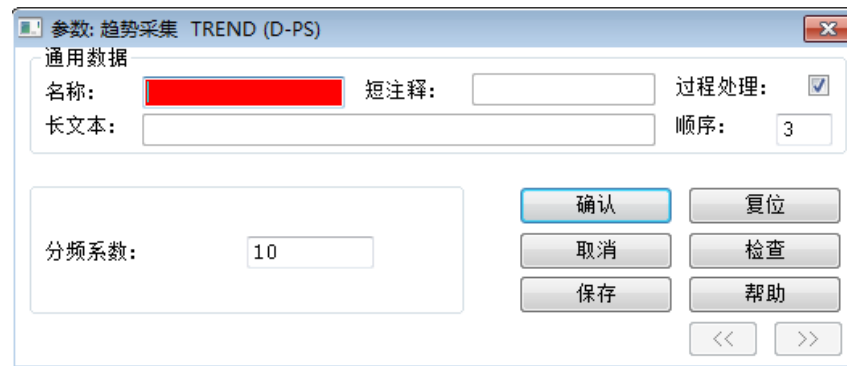 参数: 趋势采集 TREND (D-PS)
通用数据
名称: 短注释: 过程处理:
长文本: 顺序: 3
确认 复位
分频系数: 10 取消 检查
保存 帮助
<< >>